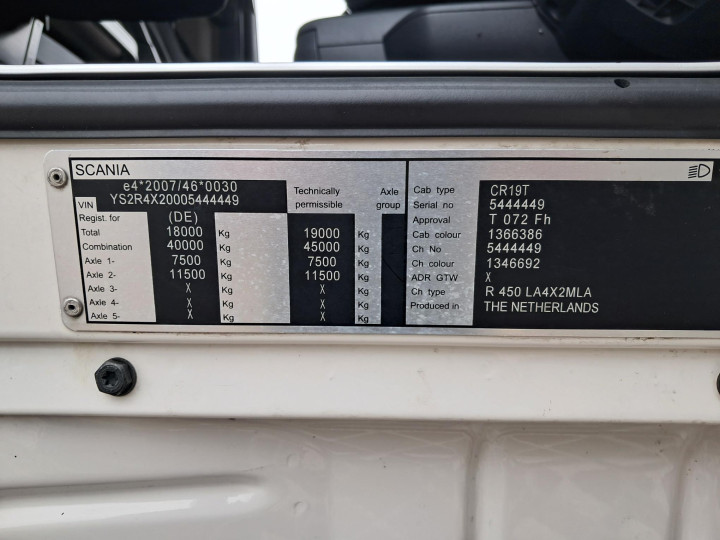 SCANIA
e4*2007/46*0030
VIN YS2R4X20005444449
Technically permissible Axle group
Regist. for (DE)
Total 18000 Kg 19000 Kg
Combination 40000 Kg 45000 Kg
Axle 1- 7500 Kg 7500 Kg
Axle 2- 11500 Kg 11500 Kg
Axle 3- X Kg X Kg
Axle 4- X Kg X Kg
Axle 5- X Kg X Kg
Cab type CR19T
Serial no 5444449
Approval T 072 Fh
Cab colour 1366386
Ch No 5444449
Ch colour 1346692
ADR GTW X
Ch type R 450 LA4X2MLA
Produced in THE NETHERLANDS